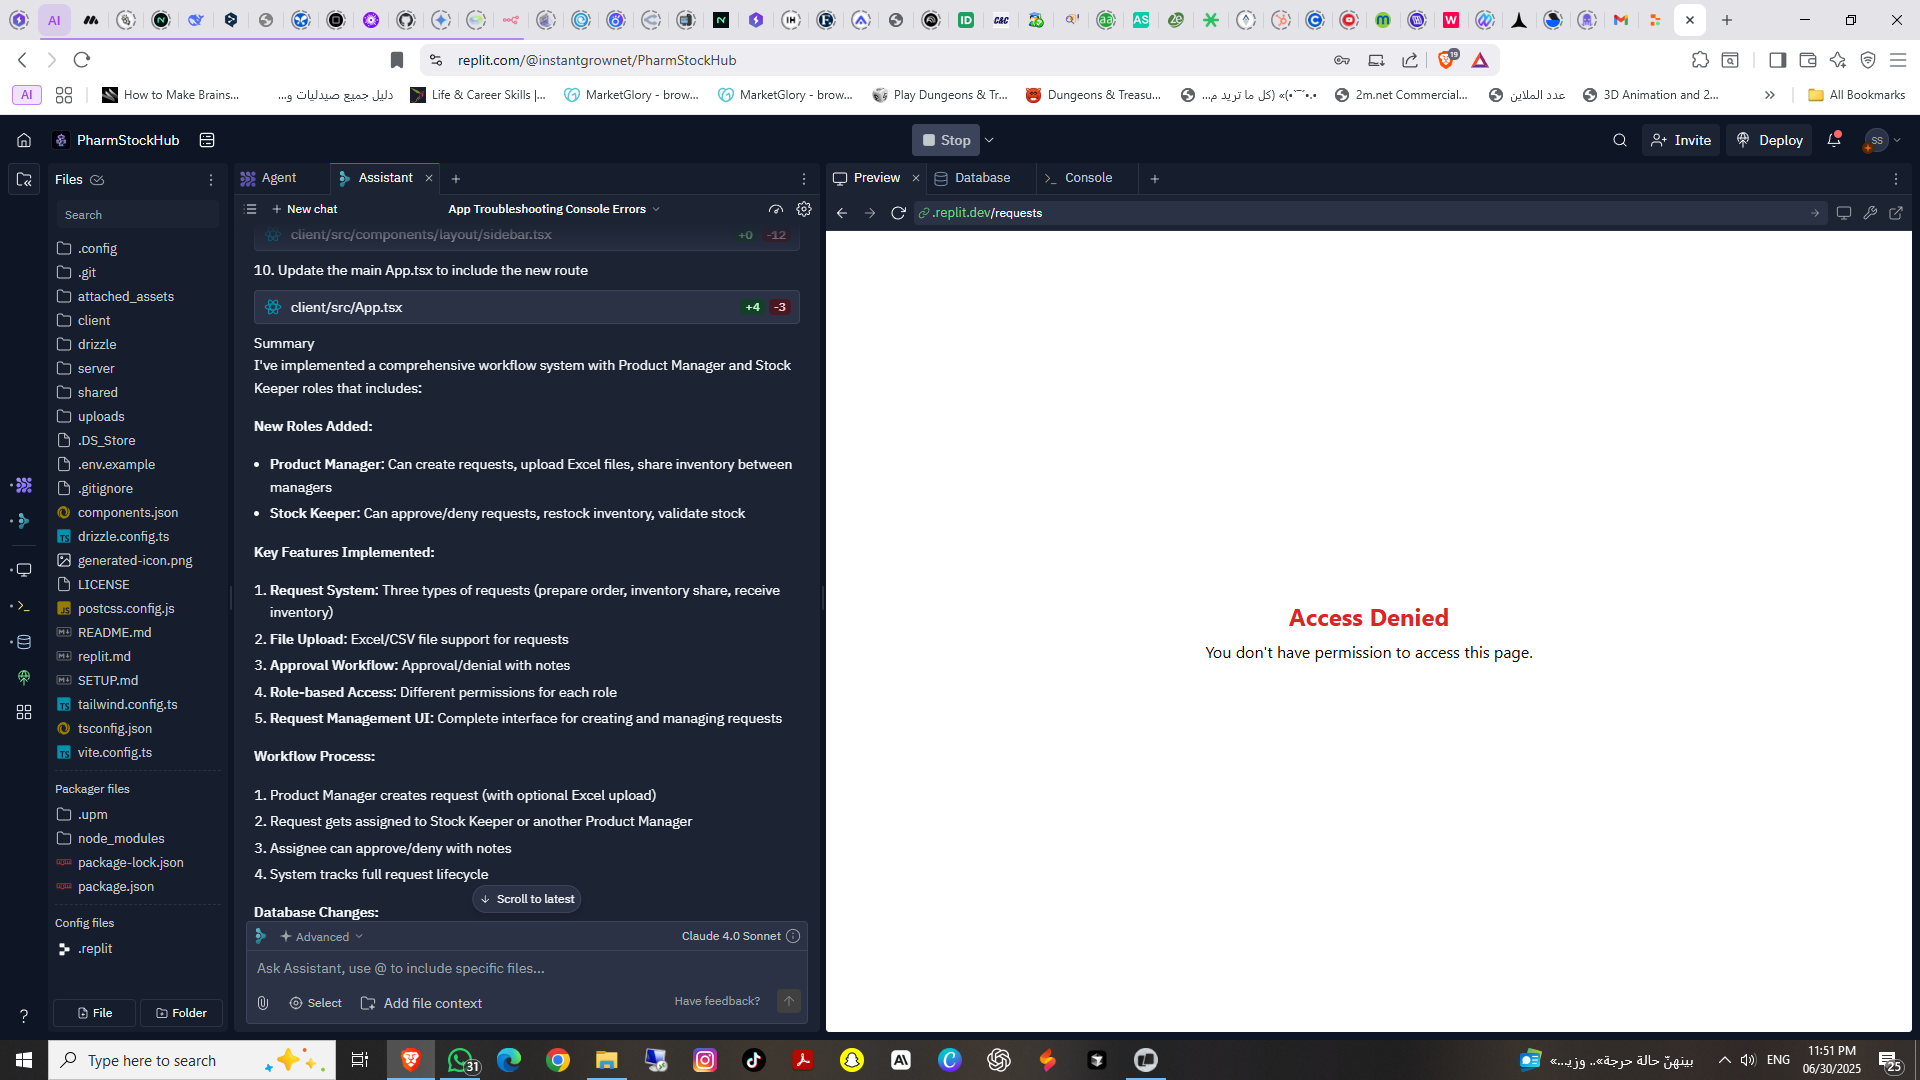 AI
replit.com/@instantgrownet/PharmStockHub
19
AI
How to Make Brains...
دليل جميع صيدليات و...
Life & Career Skills |...
MarketGlory - brow...
MarketGlory - brow...
Play Dungeons & Tr...
Dungeons & Treasu...
2m.net Commercial...
عدد الملاين
3D Animation and 2...
All Bookmarks
PharmStockHub
Stop
Invite
Deploy
SS
Files
Search
.config
.git
attached_assets
client
drizzle
server
shared
uploads
.DS_Store
.env.example
.gitignore
components.json
drizzle.config.ts
generated-icon.png
LICENSE
postcss.config.js
README.md
replit.md
SETUP.md
tailwind.config.ts
tsconfig.json
vite.config.ts
Packager files
.upm
node_modules
package-lock.json
package.json
Config files
.replit
File
Folder
Agent
Assistant
New chat
App Troubleshooting Console Errors
client/src/components/layout/sidebar.tsx +0 -12
10. Update the main App.tsx to include the new route
client/src/App.tsx +4 -3
Summary
I've implemented a comprehensive workflow system with Product Manager and Stock
Keeper roles that includes:
New Roles Added:
• Product Manager: Can create requests, upload Excel files, share inventory between
managers
• Stock Keeper: Can approve/deny requests, restock inventory, validate stock
Key Features Implemented:
1. Request System: Three types of requests (prepare order, inventory share, receive
inventory)
2. File Upload: Excel/CSV file support for requests
3. Approval Workflow: Approval/denial with notes
4. Role-based Access: Different permissions for each role
5. Request Management UI: Complete interface for creating and managing requests
Workflow Process:
1. Product Manager creates request (with optional Excel upload)
2. Request gets assigned to Stock Keeper or another Product Manager
3. Assignee can approve/deny with notes
4. System tracks full request lifecycle
Scroll to latest
Database Changes:
Advanced
Claude 4.0 Sonnet
Ask Assistant, use @ to include specific files...
Select
Add file context
Have feedback?
Preview
Database
Console
.replit.dev/requests
Access Denied
You don't have permission to access this page.
Type here to search
31
بينهنّ حالة حرجة».. وزير...»
ENG
11:51 PM
06/30/2025
25